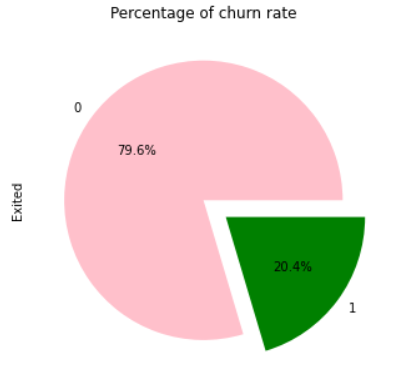 Percentage of churn rate
0
79.6%
Exited
20.4%
1